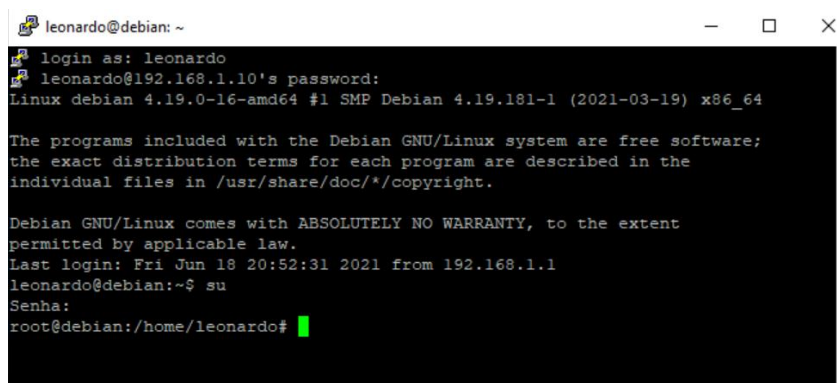 leonardo@debian: ~
login as: leonardo
leonardo@192.168.1.10's password:
Linux debian 4.19.0-16-amd64 #1 SMP Debian 4.19.181-1 (2021-03-19) x86_64
The programs included with the Debian GNU/Linux system are free software;
the exact distribution terms for each program are described in the
individual files in /usr/share/doc/*/copyright.
Debian GNU/Linux comes with ABSOLUTELY NO WARRANTY, to the extent
permitted by applicable law.
Last login: Fri Jun 18 20:52:31 2021 from 192.168.1.1
leonardo@debian:~$ su
Senha:
root@debian:/home/leonardo#